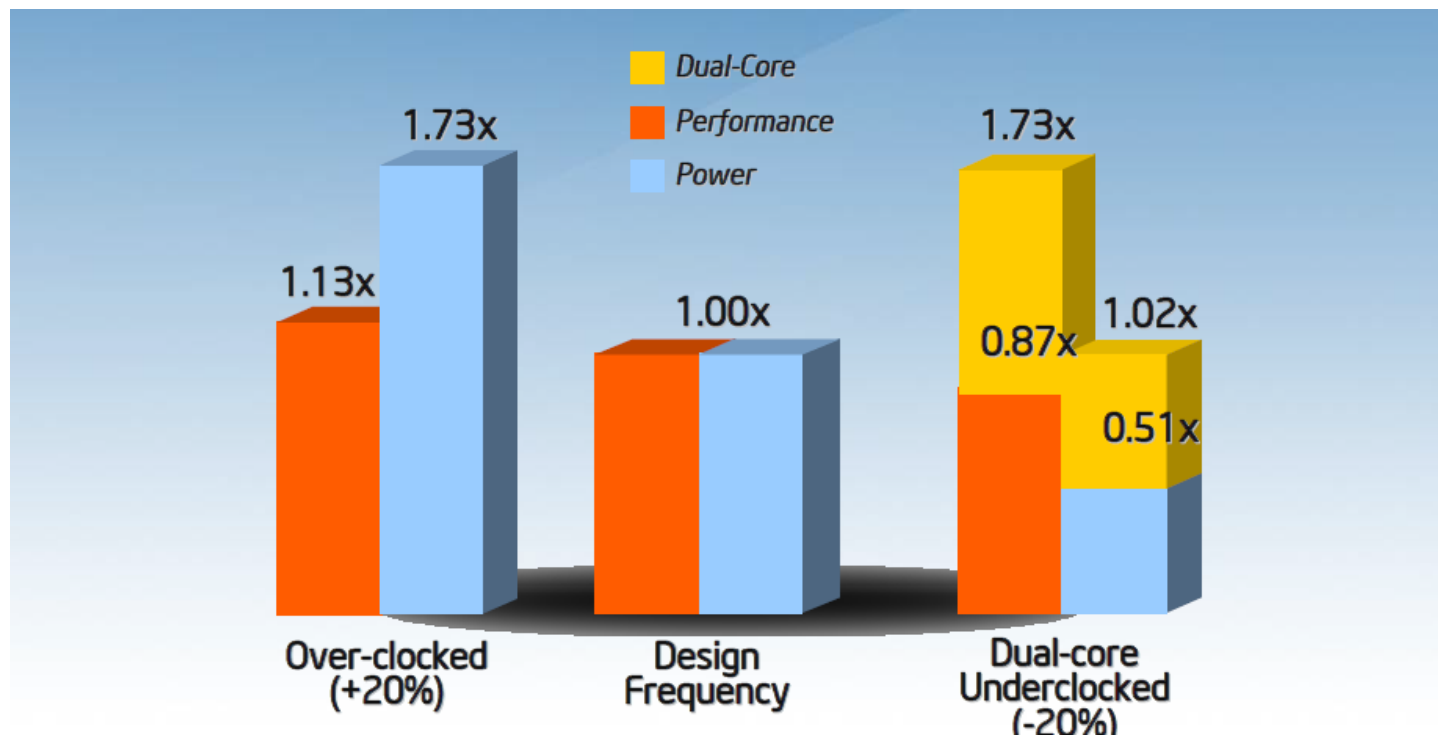 Dual-Core
Performance
Power
1.13x
1.73x
1.00x
1.73x
0.87x
1.02x
0.51x
Over-clocked
(+20%)
Design
Frequency
Dual-core
Underclocked
(-20%)